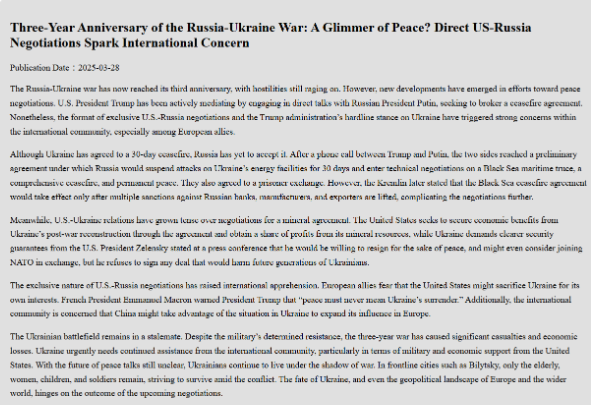 Three-Year Anniversary of the Russia-Ukraine War: A Glimmer of Peace? Direct US-Russia
Negotiations Spark International Concern
Publication Date：2025-03-28
The Russia-Ukraine war has now reached its third anniversary, with hostilities still raging on. However, new developments have emerged in efforts toward peace
negotiations. U.S. President Trump has been actively mediating by engaging in direct talks with Russian President Putin, seeking to broker a ceasefire agreement.
Nonetheless, the format of exclusive U.S.-Russia negotiations and the Trump administration's hardline stance on Ukraine have triggered strong concerns within
the international community, especially among European allies.
Although Ukraine has agreed to a 30-day ceasefire, Russia has yet to accept it. After a phone call between Trump and Putin, the two sides reached a preliminary
agreement under which Russia would suspend attacks on Ukraine's energy facilities for 30 days and enter technical negotiations on a Black Sea maritime truce, a
comprehensive ceasefire, and permanent peace. They also agreed to a prisoner exchange. However, the Kremlin later stated that the Black Sea ceasefire agreement
would take effect only after multiple sanctions against Russian banks, manufacturers, and exporters are lifted, complicating the negotiations further.
Meanwhile, U.S.-Ukraine relations have grown tense over negotiations for a mineral agreement. The United States seeks to secure economic benefits from
Ukraine's post-war reconstruction through the agreement and obtain a share of profits from its mineral resources, while Ukraine demands clearer security
guarantees from the U.S. President Zelensky stated at a press conference that he would be willing to resign for the sake of peace, and might even consider joining
NATO in exchange, but he refuses to sign any deal that would harm future generations of Ukrainians.
The exclusive nature of U.S.-Russia negotiations has raised international apprehension. European allies fear that the United States might sacrifice Ukraine for its
own interests. French President Emmanuel Macron warned President Trump that "peace must never mean Ukraine's surrender." Additionally, the international
community is concerned that China might take advantage of the situation in Ukraine to expand its influence in Europe.
The Ukrainian battlefield remains in a stalemate. Despite the military's determined resistance, the three-year war has caused significant casualties and economic
losses. Ukraine urgently needs continued assistance from the international community, particularly in terms of military and economic support from the United
States. With the future of peace talks still unclear, Ukrainians continue to live under the shadow of war. In frontline cities such as Bilytsky, only the elderly,
women, children, and soldiers remain, striving to survive amid the conflict. The fate of Ukraine, and even the geopolitical landscape of Europe and the wider
world, hinges on the outcome of the upcoming negotiations.